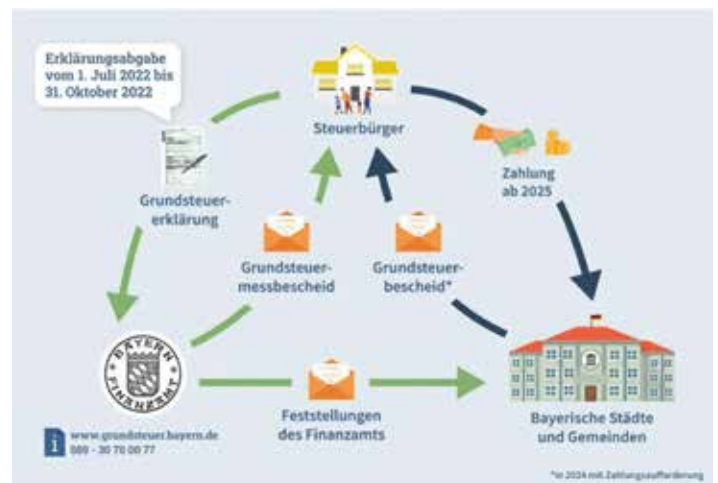 Erklärungsabgabe
vom 1. Juli 2022 bis
31. Oktober 2022
Steuerbürger
Zahlung
ab 2025
Grundsteuer-
erklärung
Grundsteuer-
messbescheid
Grundsteuer-
bescheid*
BAYERN
FINANZAMT
Feststellungen
des Finanzamts
Bayerische Städte
und Gemeinden
i www.grundsteuer.bayern.de
089 - 30 70 00 77
*in 2024 mit Zahlungsaufforderung